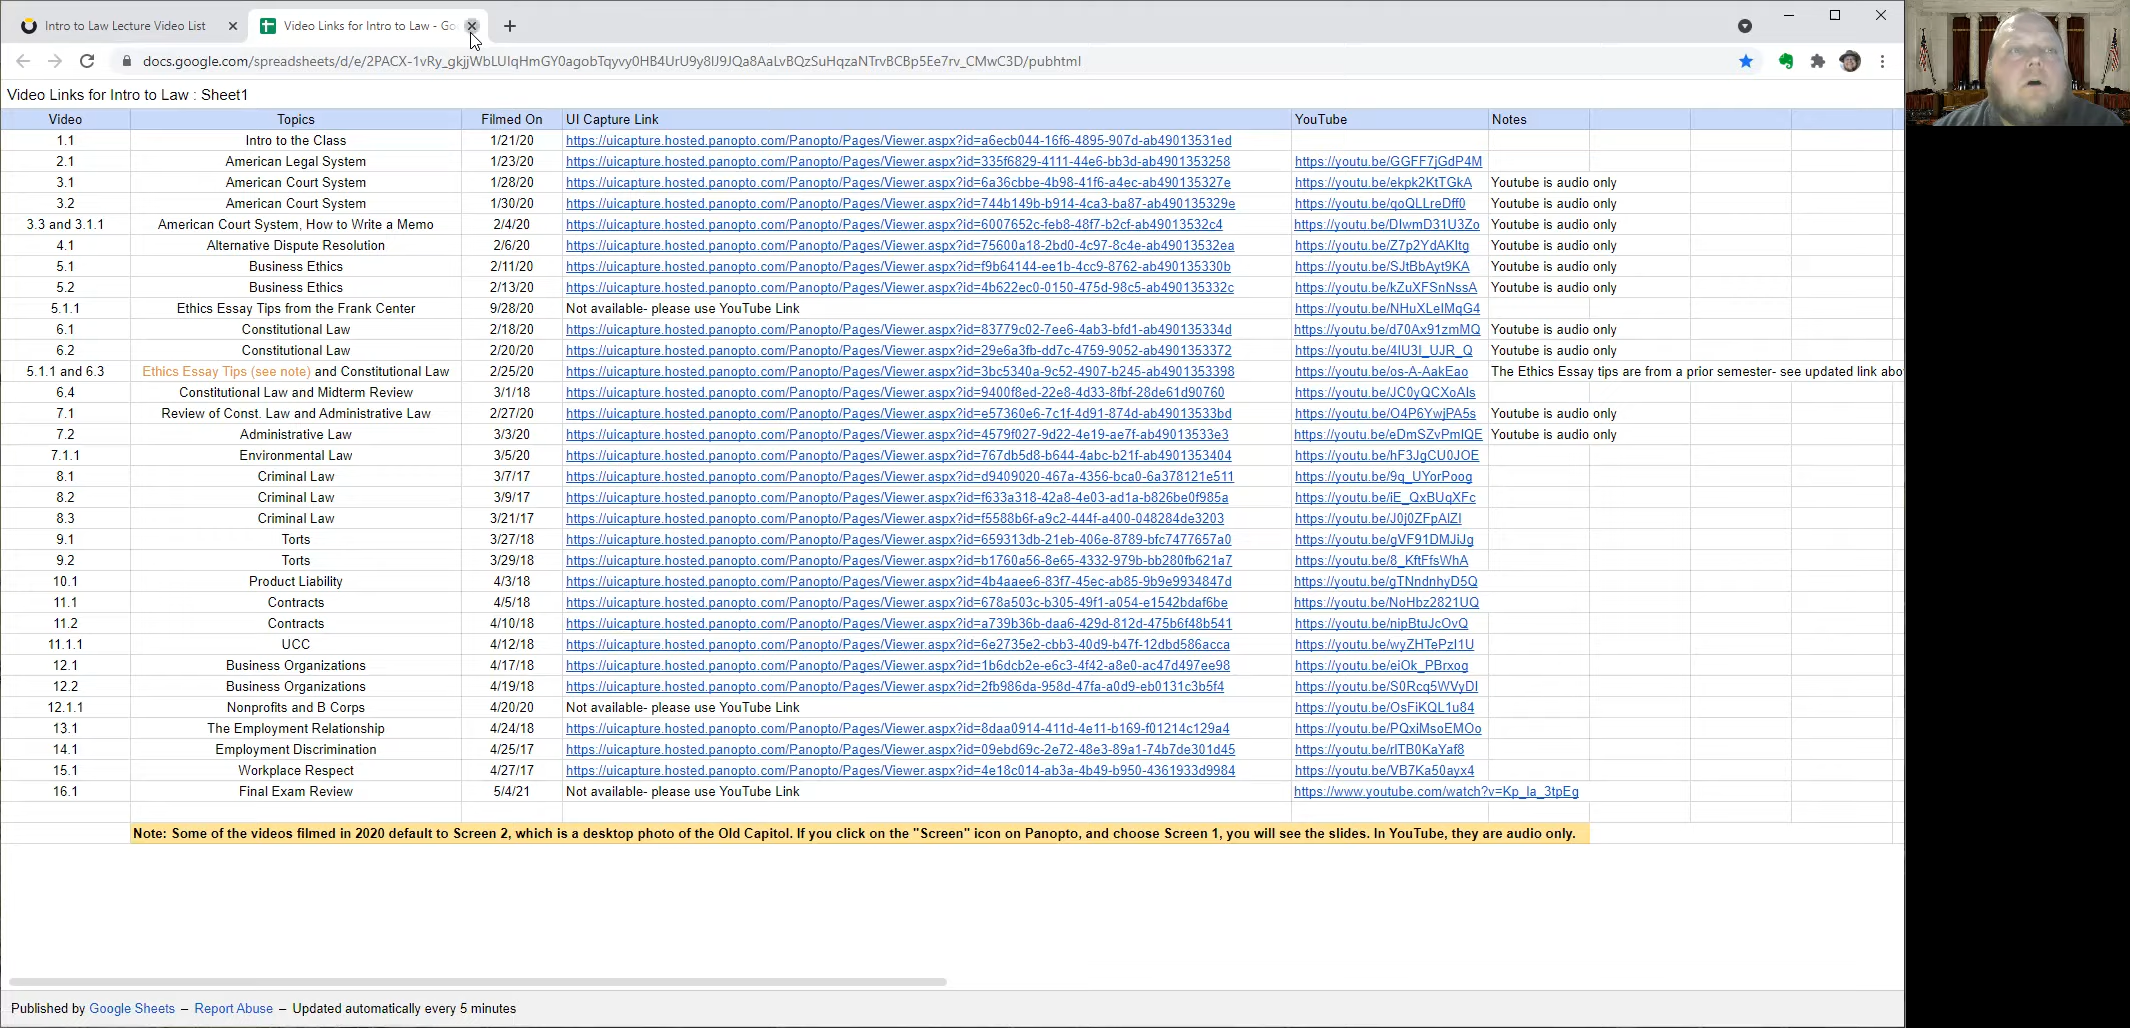 Intro to Law Lecture Video List
Video Links for Intro to Law - Go
docs.google.com/spreadsheets/d/e/2PACX-1vRy_gkjjWbLUIqHmGY0agobTqyvy0HB4UrU9y8IJ9JQa8AaLvBQzSuHqzaNTrvBCBp5Ee7rv_CMwC3D/pubhtml
Video Links for Intro to Law : Sheet1
Video Topics Filmed On UI Capture Link YouTube Notes
1.1 Intro to the Class 1/21/20 https://uicapture.hosted.panopto.com/Panopto/Pages/Viewer.aspx?id=a6ecb044-16f6-4895-907d-ab49013531ed
2.1 American Legal System 1/23/20 https://uicapture.hosted.panopto.com/Panopto/Pages/Viewer.aspx?id=335f6829-4111-44e6-bb3d-ab4901353258 https://youtu.be/GGFF7jGdP4M
3.1 American Court System 1/28/20 https://uicapture.hosted.panopto.com/Panopto/Pages/Viewer.aspx?id=6a36cbbe-4b98-41f6-a4ec-ab490135327e https://youtu.be/ekpk2KtTGkA Youtube is audio only
3.2 American Court System 1/30/20 https://uicapture.hosted.panopto.com/Panopto/Pages/Viewer.aspx?id=744b149b-b914-4ca3-ba87-ab490135329e https://youtu.be/qoQLLreDff0 Youtube is audio only
3.3 and 3.1.1 American Court System, How to Write a Memo 2/4/20 https://uicapture.hosted.panopto.com/Panopto/Pages/Viewer.aspx?id=6007652c-feb8-48f7-b2cf-ab49013532c4 https://youtu.be/DIwmD31U3Zo Youtube is audio only
4.1 Alternative Dispute Resolution 2/6/20 https://uicapture.hosted.panopto.com/Panopto/Pages/Viewer.aspx?id=75600a18-2bd0-4c97-8c4e-ab49013532ea https://youtu.be/Z7p2YdAKItg Youtube is audio only
5.1 Business Ethics 2/11/20 https://uicapture.hosted.panopto.com/Panopto/Pages/Viewer.aspx?id=f9b64144-ee1b-4cc9-8762-ab490135330b https://youtu.be/SJtBbAyt9KA Youtube is audio only
5.2 Business Ethics 2/13/20 https://uicapture.hosted.panopto.com/Panopto/Pages/Viewer.aspx?id=4b622ec0-0150-475d-98c5-ab490135332c https://youtu.be/kZuXFSnNssA Youtube is audio only
5.1.1 Ethics Essay Tips from the Frank Center 9/28/20 Not available- please use YouTube Link https://youtu.be/NHuXLeIMqG4
6.1 Constitutional Law 2/18/20 https://uicapture.hosted.panopto.com/Panopto/Pages/Viewer.aspx?id=83779c02-7ee6-4ab3-bfd1-ab490135334d https://youtu.be/d70Ax91zmMQ Youtube is audio only
6.2 Constitutional Law 2/20/20 https://uicapture.hosted.panopto.com/Panopto/Pages/Viewer.aspx?id=29e6a3fb-dd7c-4759-9052-ab4901353372 https://youtu.be/4IU3I_UJR_Q Youtube is audio only
5.1.1 and 6.3 Ethics Essay Tips (see note) and Constitutional Law 2/25/20 https://uicapture.hosted.panopto.com/Panopto/Pages/Viewer.aspx?id=3bc5340a-9c52-4907-b245-ab4901353398 https://youtu.be/os-A-AakEao The Ethics Essay tips are from a prior semester- see updated link abo
6.4 Constitutional Law and Midterm Review 3/1/18 https://uicapture.hosted.panopto.com/Panopto/Pages/Viewer.aspx?id=9400f8ed-22e8-4d33-8fbf-28de61d90760 https://youtu.be/JC0yQCXoAIs
7.1 Review of Const. Law and Administrative Law 2/27/20 https://uicapture.hosted.panopto.com/Panopto/Pages/Viewer.aspx?id=e57360e6-7c1f-4d91-874d-ab49013533bd https://youtu.be/O4P6YwjPA5s Youtube is audio only
7.2 Administrative Law 3/3/20 https://uicapture.hosted.panopto.com/Panopto/Pages/Viewer.aspx?id=4579f027-9d22-4e19-ae7f-ab49013533e3 https://youtu.be/eDmSZvPmIQE Youtube is audio only
7.1.1 Environmental Law 3/5/20 https://uicapture.hosted.panopto.com/Panopto/Pages/Viewer.aspx?id=767db5d8-b644-4abc-b21f-ab4901353404 https://youtu.be/hF3JgCU0JOE
8.1 Criminal Law 3/7/17 https://uicapture.hosted.panopto.com/Panopto/Pages/Viewer.aspx?id=d9409020-467a-4356-bca0-6a378121e511 https://youtu.be/9q_UYorPoog
8.2 Criminal Law 3/9/17 https://uicapture.hosted.panopto.com/Panopto/Pages/Viewer.aspx?id=f633a318-42a8-4e03-ad1a-b826be0f985a https://youtu.be/iE_QxBUqXFc
8.3 Criminal Law 3/21/17 https://uicapture.hosted.panopto.com/Panopto/Pages/Viewer.aspx?id=f5588b6f-a9c2-444f-a400-048284de3203 https://youtu.be/J0j0ZFpAlZI
9.1 Torts 3/27/18 https://uicapture.hosted.panopto.com/Panopto/Pages/Viewer.aspx?id=659313db-21eb-406e-8789-bfc7477657a0 https://youtu.be/gVF91DMJiJg
9.2 Torts 3/29/18 https://uicapture.hosted.panopto.com/Panopto/Pages/Viewer.aspx?id=b1760a56-8e65-4332-979b-bb280fb621a7 https://youtu.be/8_KftFfsWhA
10.1 Product Liability 4/3/18 https://uicapture.hosted.panopto.com/Panopto/Pages/Viewer.aspx?id=4b4aaee6-83f7-45ec-ab85-9b9e9934847d https://youtu.be/gTNndnhyD5Q
11.1 Contracts 4/5/18 https://uicapture.hosted.panopto.com/Panopto/Pages/Viewer.aspx?id=678a503c-b305-49f1-a054-e1542bdaf6be https://youtu.be/NoHbz2821UQ
11.2 Contracts 4/10/18 https://uicapture.hosted.panopto.com/Panopto/Pages/Viewer.aspx?id=a739b36b-daa6-429d-812d-475b6f48b541 https://youtu.be/nipBtuJcOvQ
11.1.1 UCC 4/12/18 https://uicapture.hosted.panopto.com/Panopto/Pages/Viewer.aspx?id=6e2735e2-cbb3-40d9-b47f-12dbd586acca https://youtu.be/wyZHTePzI1U
12.1 Business Organizations 4/17/18 https://uicapture.hosted.panopto.com/Panopto/Pages/Viewer.aspx?id=1b6dcb2e-e6c3-4f42-a8e0-ac47d497ee98 https://youtu.be/eiOk_PBrxog
12.2 Business Organizations 4/19/18 https://uicapture.hosted.panopto.com/Panopto/Pages/Viewer.aspx?id=2fb986da-958d-47fa-a0d9-eb0131c3b5f4 https://youtu.be/S0Rcq5WVyDI
12.1.1 Nonprofits and B Corps 4/20/20 Not available- please use YouTube Link https://youtu.be/OsFiKQL1u84
13.1 The Employment Relationship 4/24/18 https://uicapture.hosted.panopto.com/Panopto/Pages/Viewer.aspx?id=8daa0914-411d-4e11-b169-f01214c129a4 https://youtu.be/PQxiMsoEMOo
14.1 Employment Discrimination 4/25/17 https://uicapture.hosted.panopto.com/Panopto/Pages/Viewer.aspx?id=09ebd69c-2e72-48e3-89a1-74b7de301d45 https://youtu.be/rlTB0KaYaf8
15.1 Workplace Respect 4/27/17 https://uicapture.hosted.panopto.com/Panopto/Pages/Viewer.aspx?id=4e18c014-ab3a-4b49-b950-4361933d9984 https://youtu.be/VB7Ka50ayx4
16.1 Final Exam Review 5/4/21 Not available- please use YouTube Link https://www.youtube.com/watch?v=Kp_Ia_3tpEg
Note: Some of the videos filmed in 2020 default to Screen 2, which is a desktop photo of the Old Capitol. If you click on the "Screen" icon on Panopto, and choose Screen 1, you will see the slides. In YouTube, they are audio only.
Published by Google Sheets – Report Abuse – Updated automatically every 5 minutes